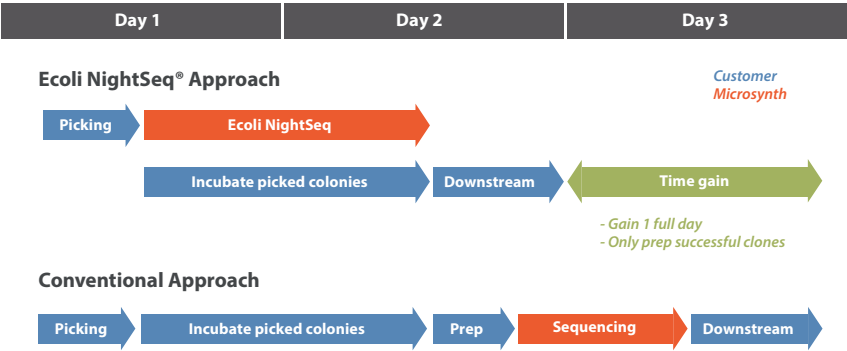 Day 1 Day 2 Day 3
Ecoli NightSeq® Approach
Customer
Microsynth
Picking Ecoli NightSeq
Incubate picked colonies Downstream Time gain
- Gain 1 full day
- Only prep successful clones
Conventional Approach
Picking Incubate picked colonies Prep Sequencing Downstream